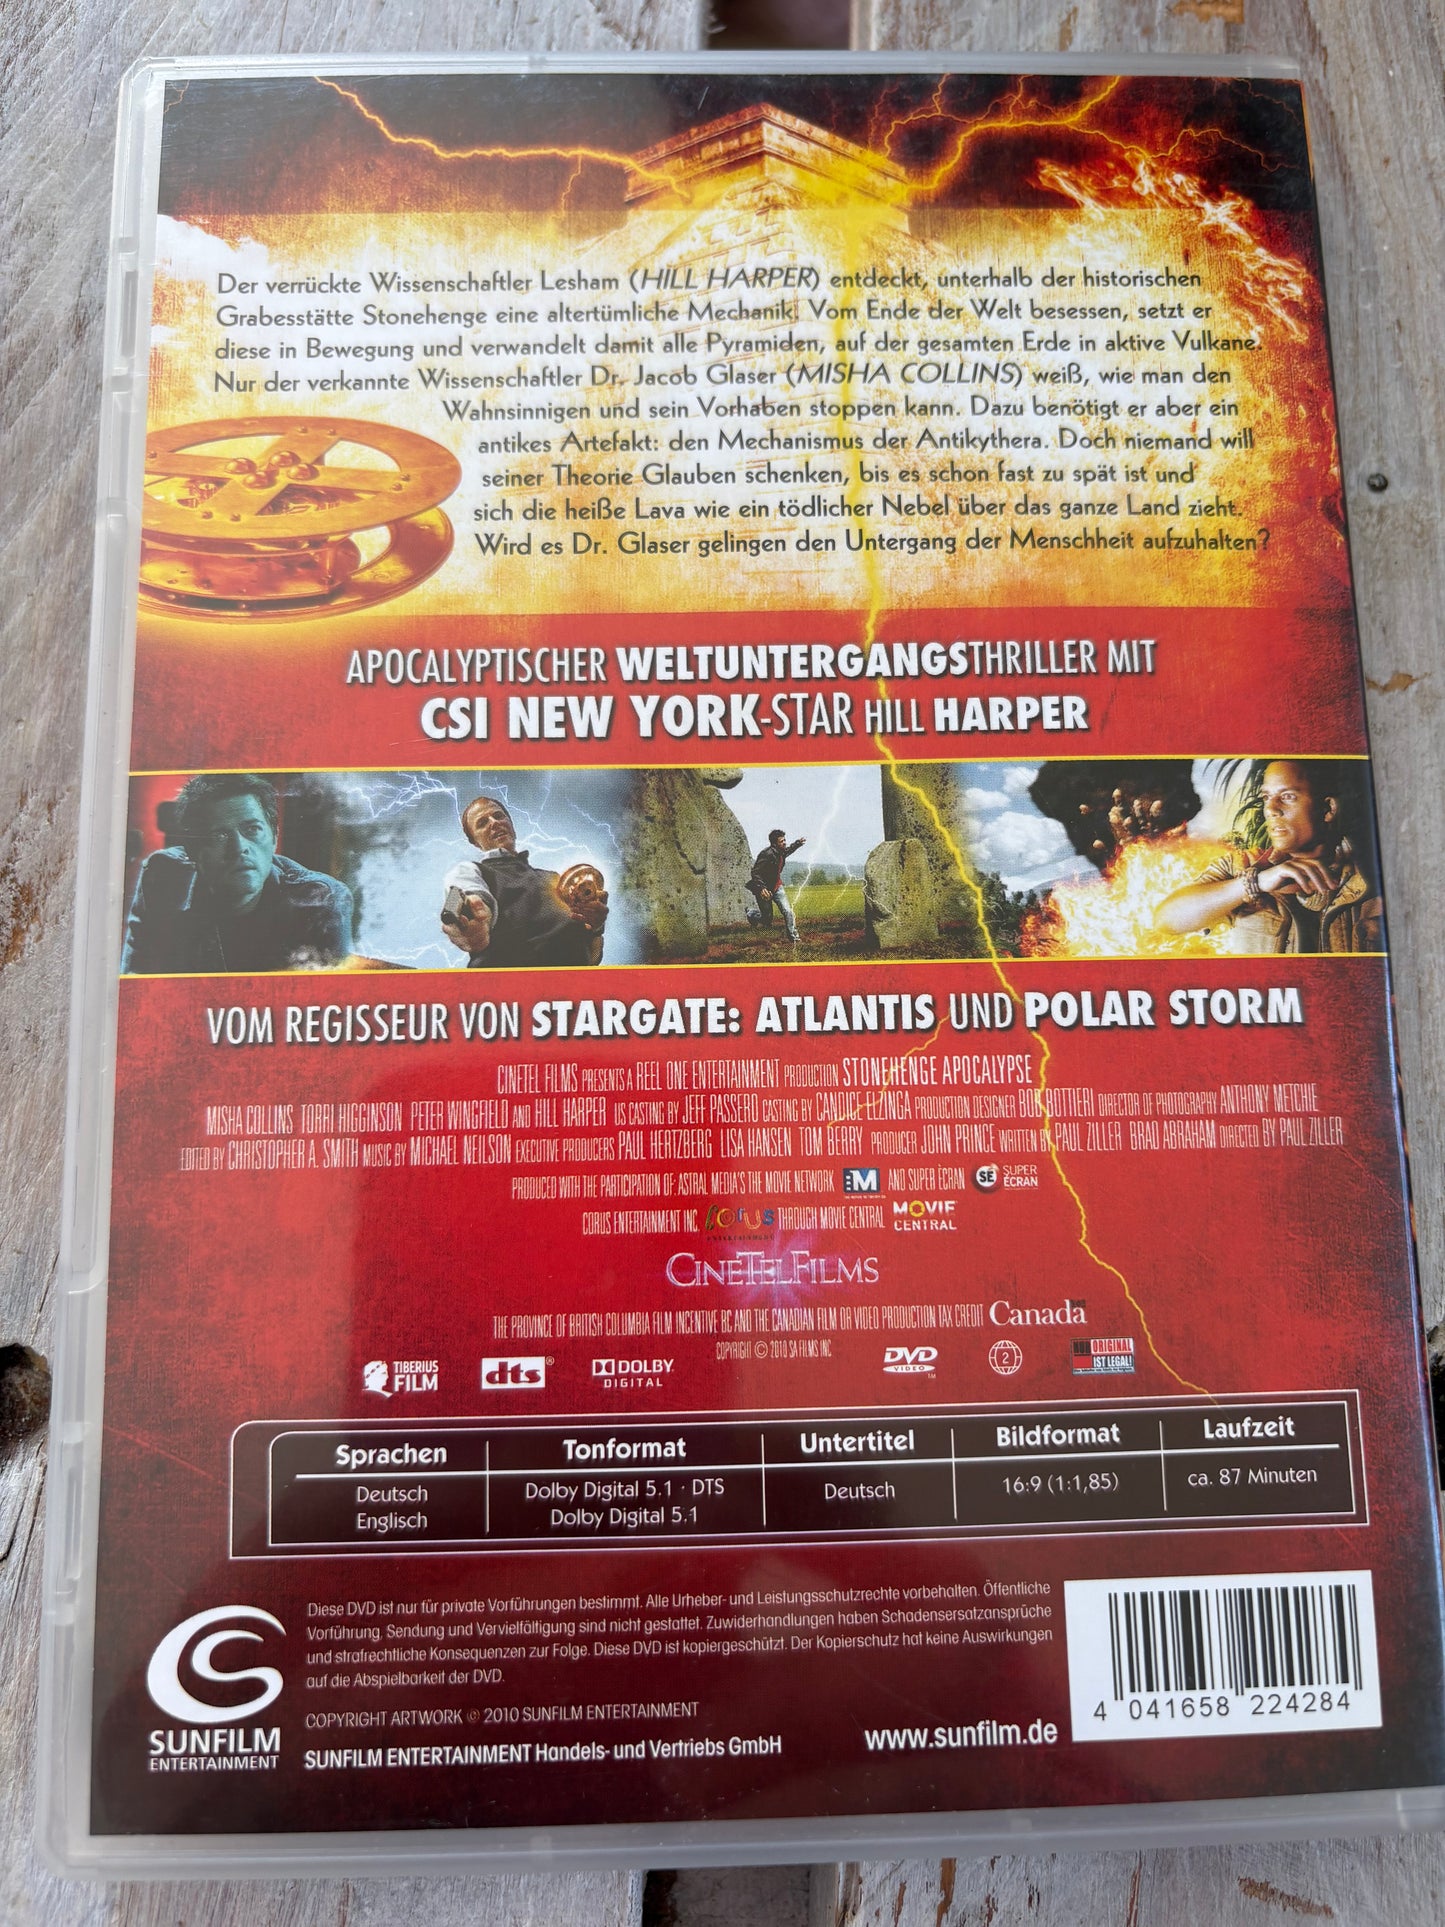 Der verrückte Wissenschaftler Lesham (HILL HARPER) entdeckt, unterhalb der historischen
Grabesstätte Stonehenge eine altertümliche Mechanik. Vom Ende der Welt besessen, setzt er
diese in Bewegung und verwandelt damit alle Pyramiden, auf der gesamten Erde in aktive Vulkane.
Nur der verkannte Wissenschaftler Dr. Jacob Glaser (MISHA COLLINS) weiß, wie man den
Wahnsinnigen und sein Vorhaben stoppen kann. Dazu benötigt er aber ein
antikes Artefakt: den Mechanismus der Antikythera. Doch niemand will
seiner Theorie Glauben schenken, bis es schon fast zu spät ist und
sich die heiße Lava wie ein tödlicher Nebel über das ganze Land zieht.
Wird es Dr. Glaser gelingen den Untergang der Menschheit aufzuhalten?
APOCALYPTISCHER WELTUNTERGANGSTHRILLER MIT
CSI NEW YORK-STAR HILL HARPER
VOM REGISSEUR VON STARGATE: ATLANTIS UND POLAR STORM
CINETEL FILMS PRESENTS A REEL ONE ENTERTAINMENT PRODUCTION STONEHENGE APOCALYPSE
MISHA COLLINS TORRI HIGGINSON PETER WINGFIELD AND HILL HARPER US CASTING BY JEFF PASSERO CASTING BY CANDICE ELZINGA PRODUCTION DESIGNER BOB BOTTIERI DIRECTOR OF PHOTOGRAPHY ANTHONY METCHIE
EDITED BY CHRISTOPHER A. SMITH MUSIC BY MICHAEL NEILSON EXECUTIVE PRODUCERS PAUL HERTZBERG LISA HANSEN TOM BERRY PRODUCER JOHN PRINCE WRITTEN BY PAUL ZILLER BRAD ABRAHAM DIRECTED BY PAUL ZILLER
PRODUCED WITH THE PARTICIPATION OF: ASTRAL MEDIA'S THE MOVIE NETWORK M AND SUPER ÉCRAN SÉ SUPER ÉCRAN
CORUS ENTERTAINMENT INC. corus ENTERTAINMENT THROUGH MOVIE CENTRAL MOVIE CENTRAL
CINETELFILMS
THE PROVINCE OF BRITISH COLUMBIA FILM INCENTIVE BC AND THE CANADIAN FILM OR VIDEO PRODUCTION TAX CREDIT Canada
COPYRIGHT © 2010 SA FILMS INC
TIBERIUS FILM dts® DOLBY DIGITAL DVD VIDEO™ 2 NUR ORIGINAL IST LEGAL!
Sprachen Tonformat Untertitel Bildformat Laufzeit
Deutsch Dolby Digital 5.1 · DTS Deutsch 16:9 (1:1,85) ca. 87 Minuten
Englisch Dolby Digital 5.1
Diese DVD ist nur für private Vorführungen bestimmt. Alle Urheber- und Leistungsschutzrechte vorbehalten. Öffentliche
Vorführung, Sendung und Vervielfältigung sind nicht gestattet. Zuwiderhandlungen haben Schadensersatzansprüche
und strafrechtliche Konsequenzen zur Folge. Diese DVD ist kopiergeschützt. Der Kopierschutz hat keine Auswirkungen
auf die Abspielbarkeit der DVD.
COPYRIGHT ARTWORK © 2010 SUNFILM ENTERTAINMENT
SUNFILM ENTERTAINMENT Handels- und Vertriebs GmbH
SUNFILM
ENTERTAINMENT
www.sunfilm.de
4 041658 224284